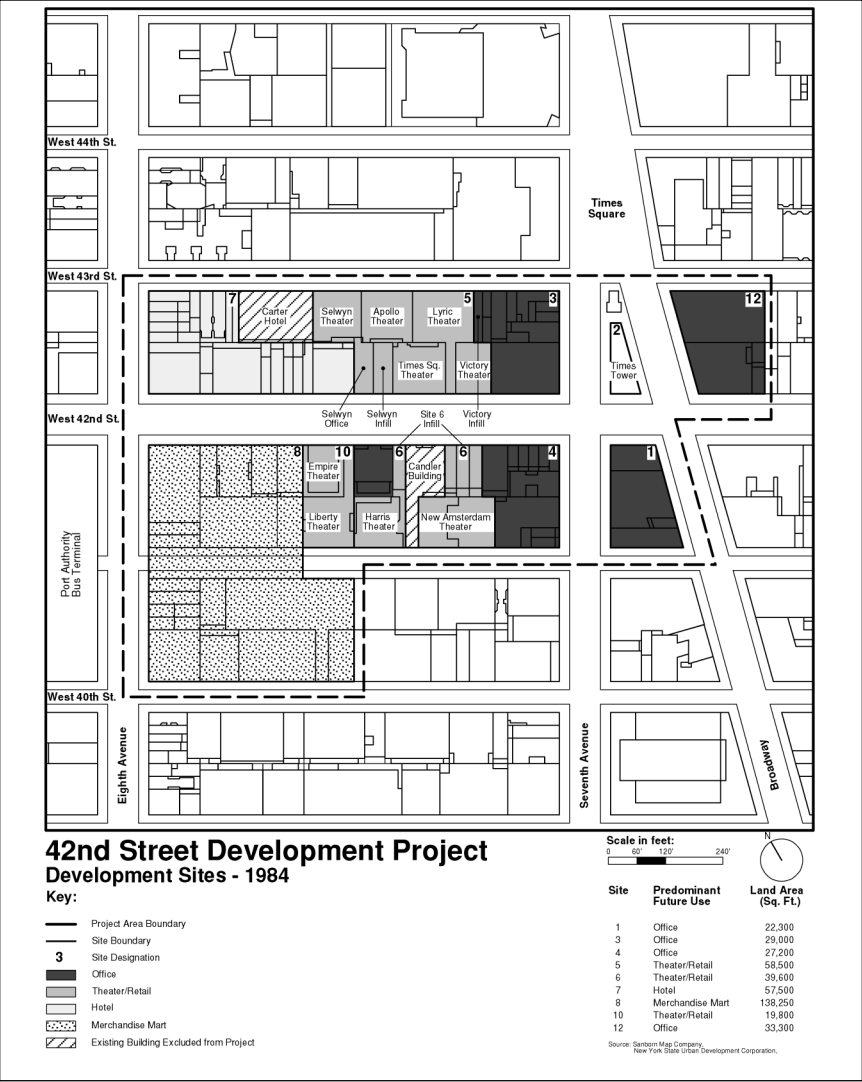 West 44th St.
Times
Square
West 43rd St.
7
Carter
Hotel
Selwyn
Theater
Apollo
Theater
5
Lyric
Theater
3
12
2
Times
Tower
Times Sq.
Theater
Victory
Theater
West 42nd St.
Selwyn
Office
Selwyn
Infill
Site 6
Infill
Victory
Infill
8
10
Empire
Theater
6
Candler
Building
6
4
1
Liberty
Theater
Harris
Theater
New Amsterdam
Theater
Port Authority
Bus Terminal
West 40th St.
Eighth Avenue
Seventh Avenue
Broadway
42nd Street Development Project
Development Sites - 1984
Key:
Project Area Boundary
Site Boundary
3 Site Designation
Office
Theater/Retail
Hotel
Merchandise Mart
Existing Building Excluded from Project
Scale in feet:
0 60' 120' 240'
N
Site Predominant Future Use Land Area (Sq. Ft.)
1 Office 22,300
3 Office 29,000
4 Office 27,200
5 Theater/Retail 58,500
6 Theater/Retail 39,600
7 Hotel 57,500
8 Merchandise Mart 138,250
10 Theater/Retail 19,800
12 Office 33,300
Source: Sanborn Map Company,
New York State Urban Development Corporation,